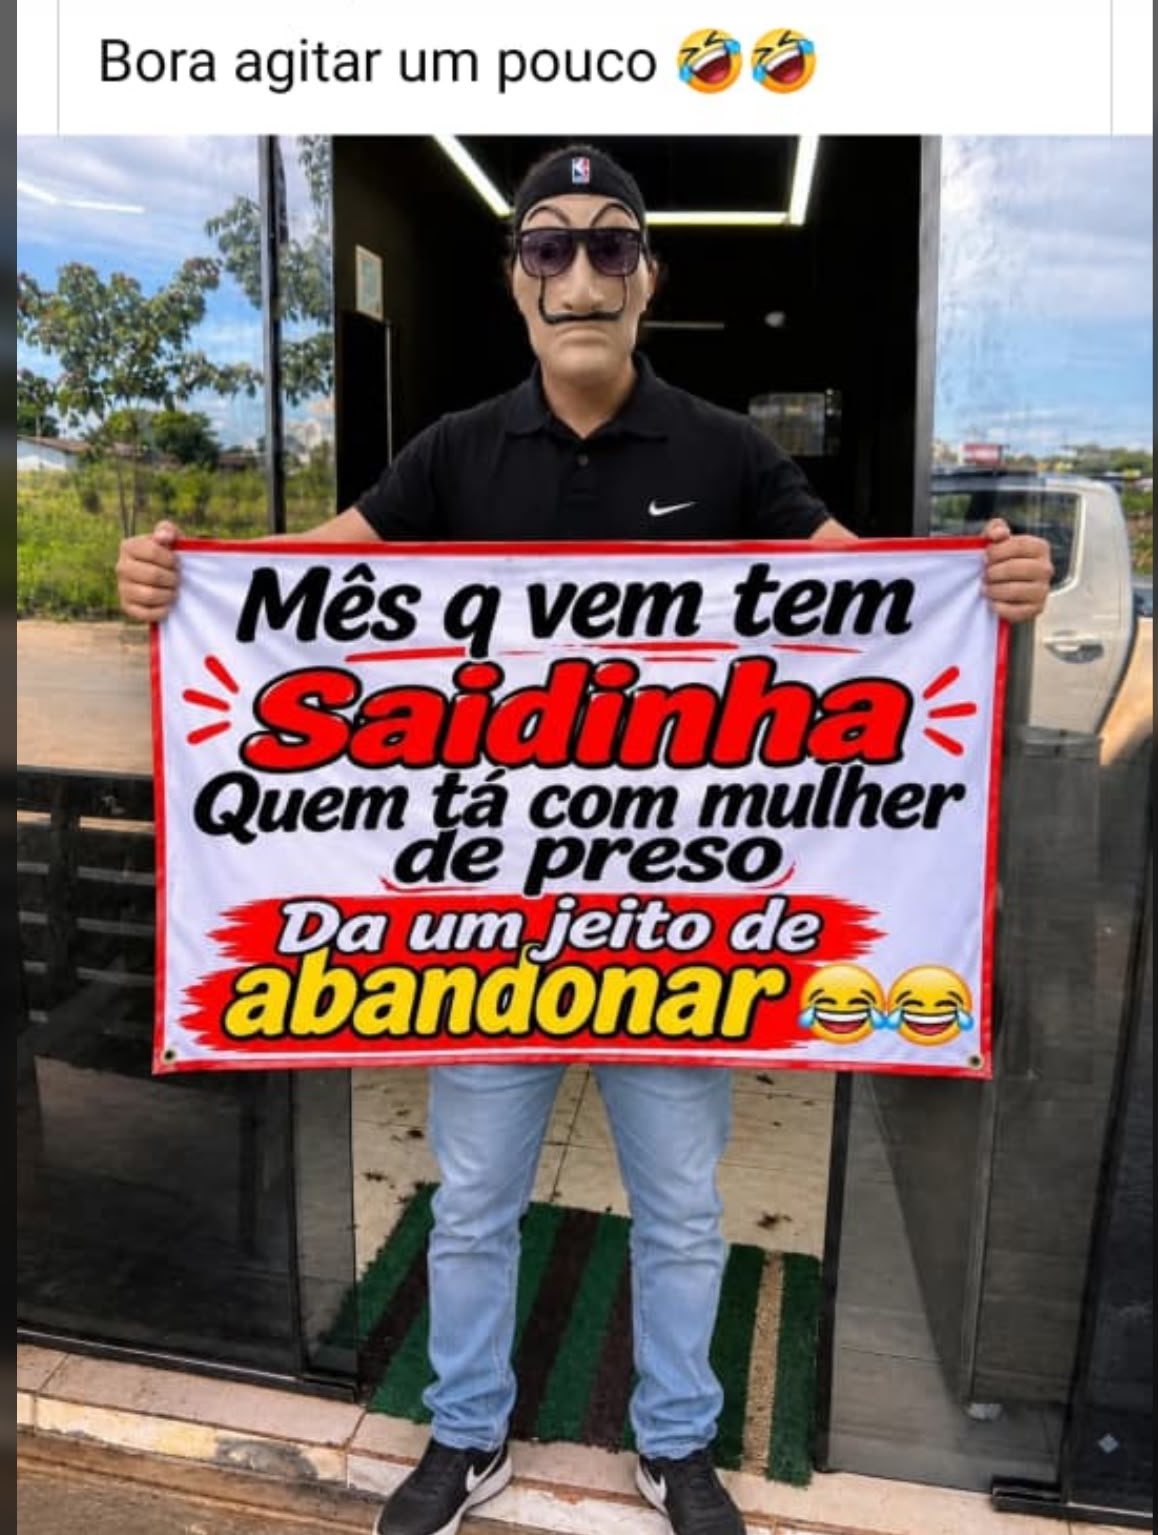 Bora agitar um pouco 🤣🤣
Mês q vem tem
Saidinha
Quem tá com mulher
de preso
Da um jeito de
abandonar 😂😂